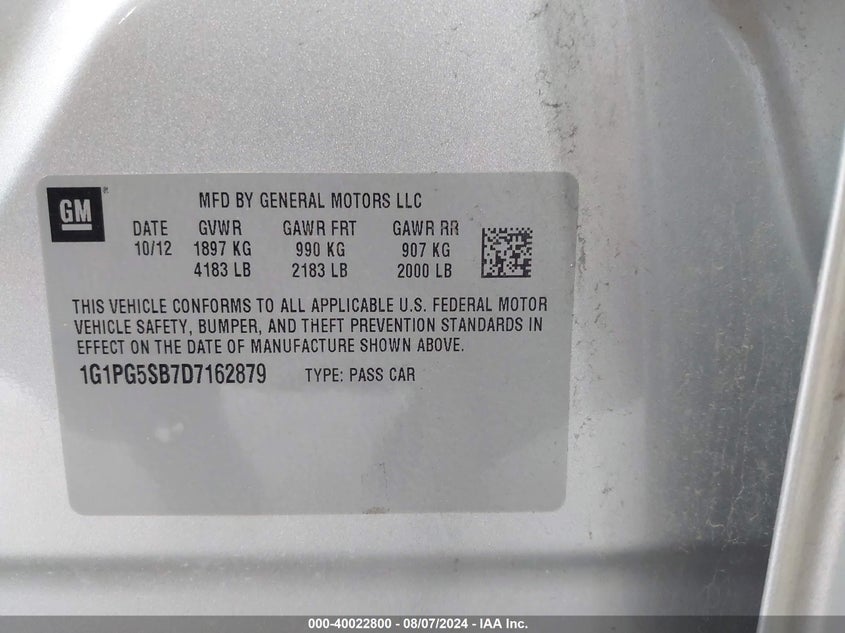 GM
MFD BY GENERAL MOTORS LLC
DATE GVWR GAWR FRT GAWR RR
10/12 1897 KG 990 KG 907 KG
4183 LB 2183 LB 2000 LB
THIS VEHICLE CONFORMS TO ALL APPLICABLE U.S. FEDERAL MOTOR
VEHICLE SAFETY, BUMPER, AND THEFT PREVENTION STANDARDS IN
EFFECT ON THE DATE OF MANUFACTURE SHOWN ABOVE.
1G1PG5SB7D7162879 TYPE: PASS CAR
000-40022800 - 08/07/2024 - IAA Inc.